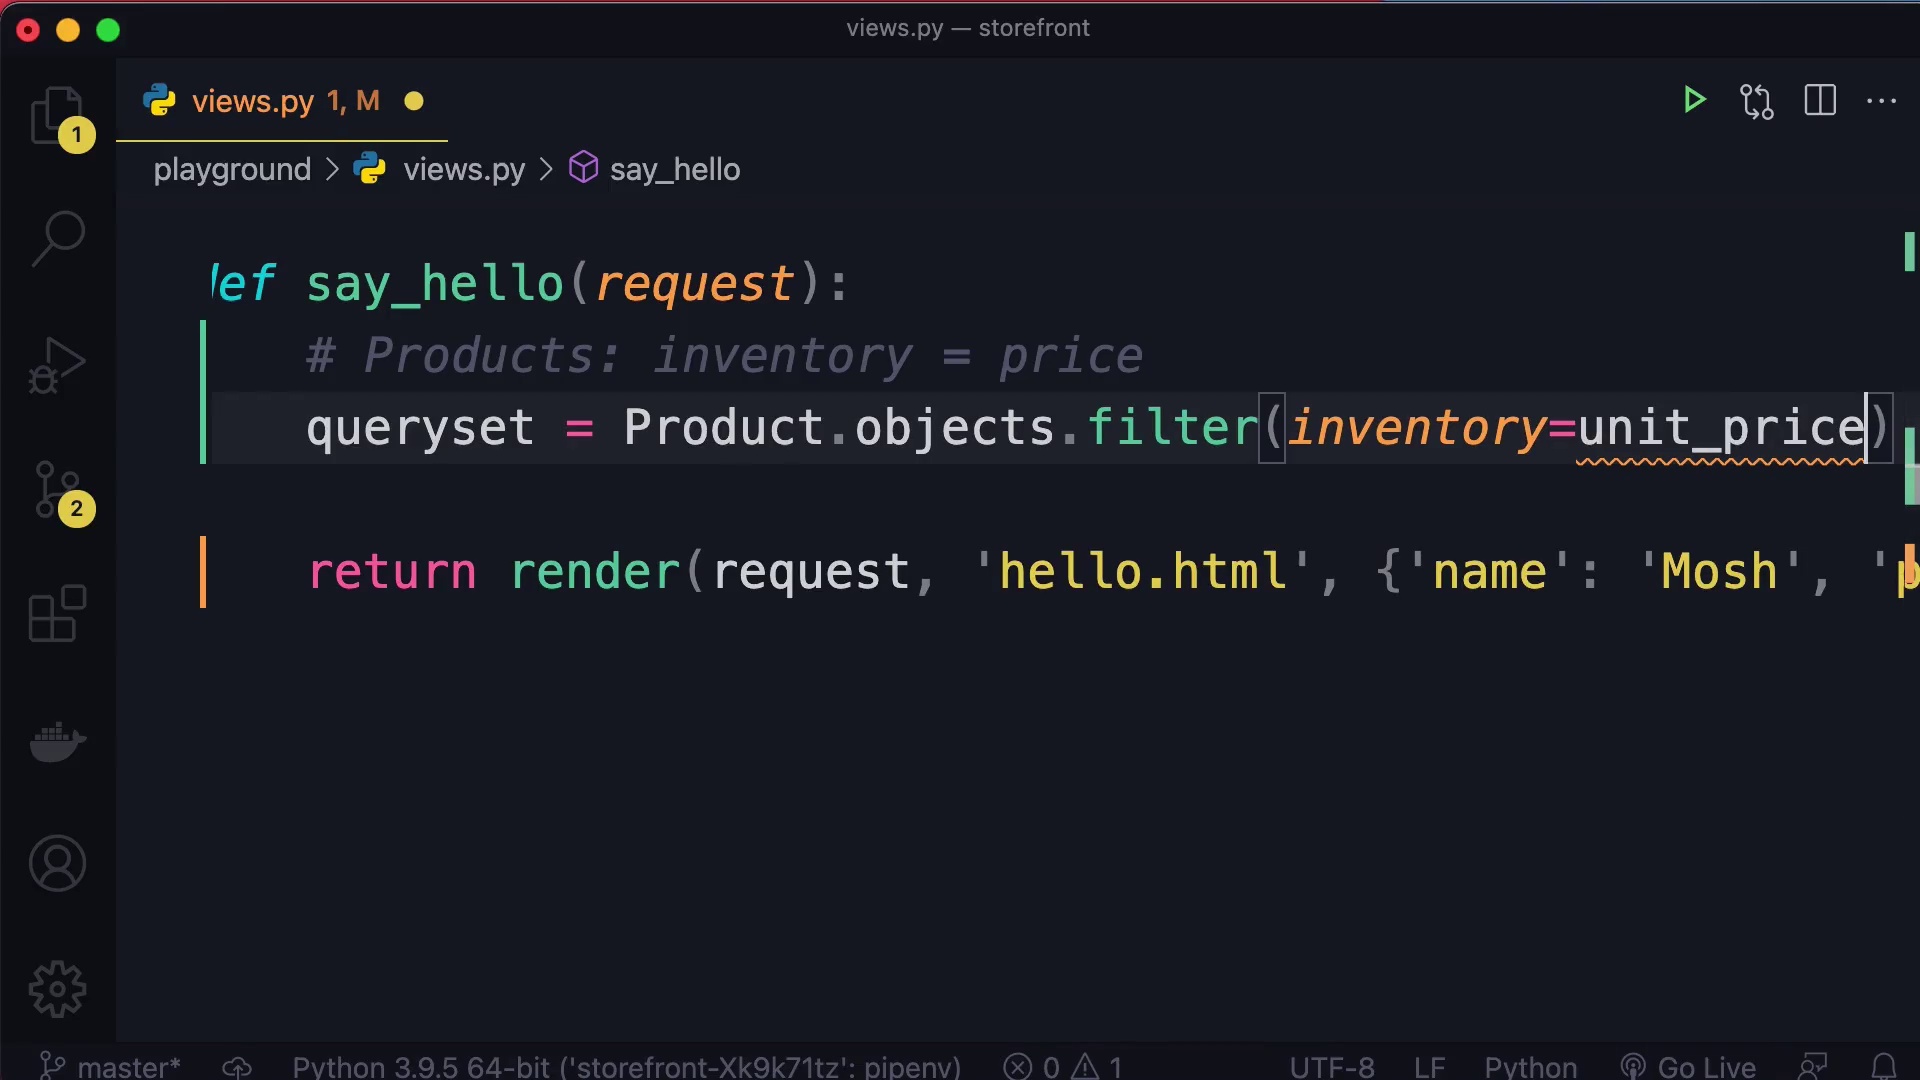 views.py — storefront
views.py 1, M
1
playground > views.py > say_hello
def say_hello(request):
# Products: inventory = price
queryset = Product.objects.filter(inventory=unit_price)
2
return render(request, 'hello.html', {'name': 'Mosh', 'p
master* Python 3.9.5 64-bit ('storefront-Xk9k71tz': pipenv) 0 1 UTF-8 LF Python Go Live